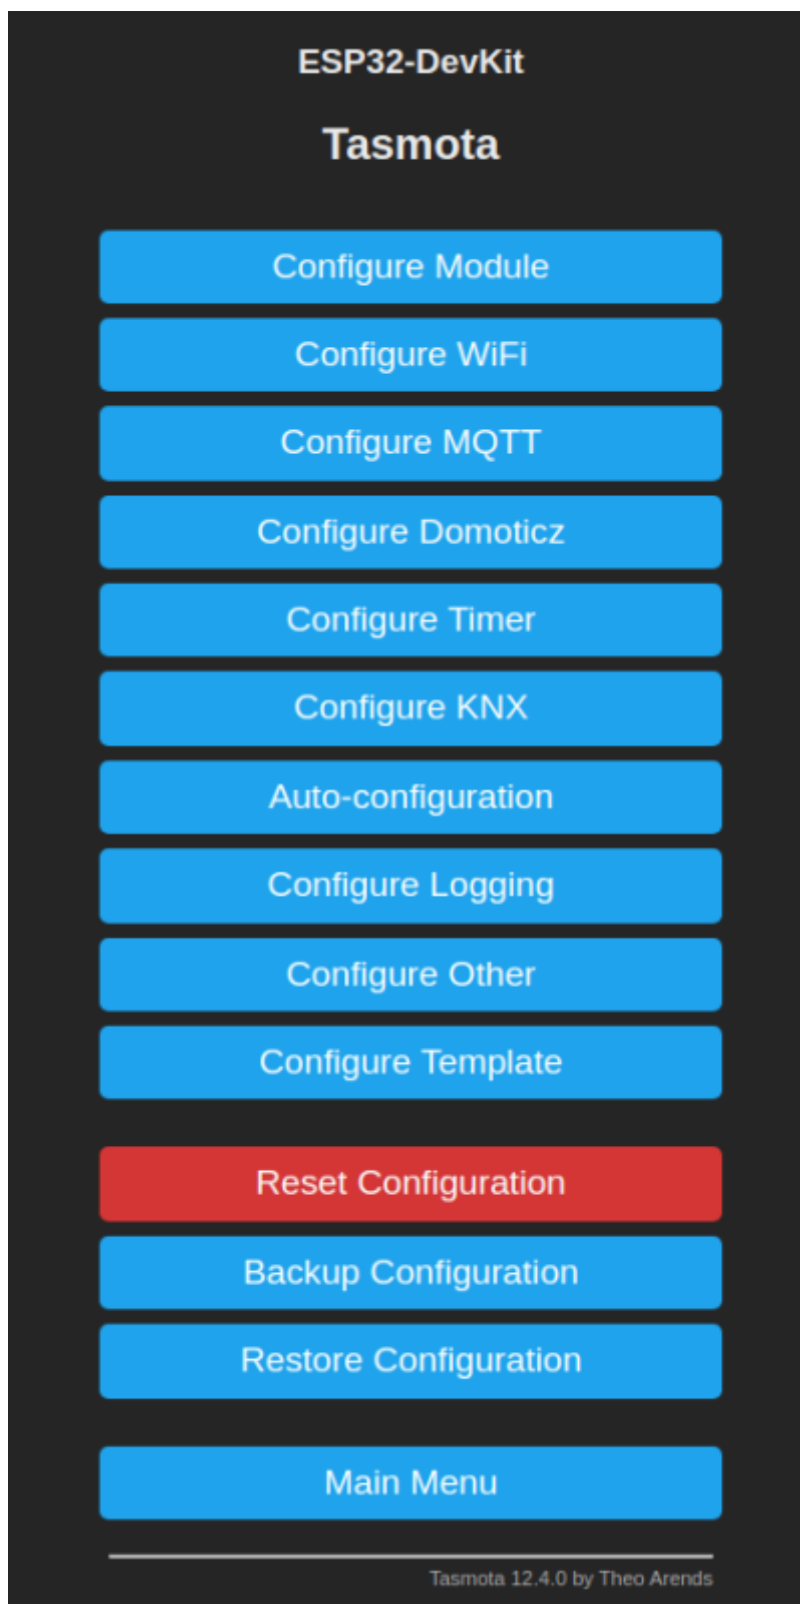 ESP32-DevKit
Tasmota
Configure Module
Configure WiFi
Configure MQTT
Configure Domoticz
Configure Timer
Configure KNX
Auto-configuration
Configure Logging
Configure Other
Configure Template
Reset Configuration
Backup Configuration
Restore Configuration
Main Menu
Tasmota 12.4.0 by Theo Arends